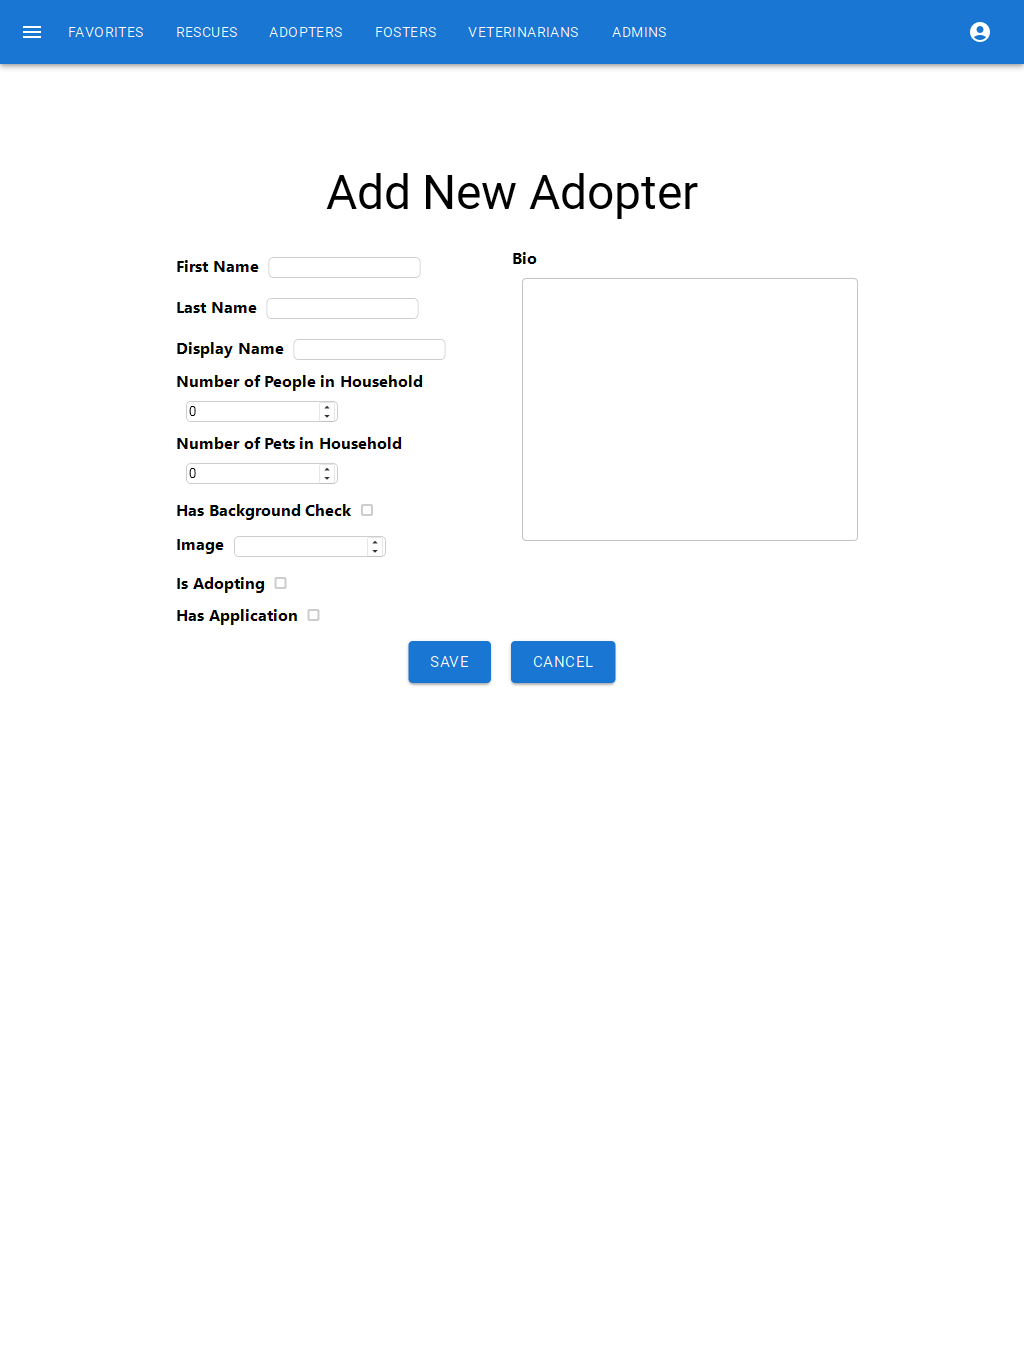 FAVORITES RESCUES ADOPTERS FOSTERS VETERINARIANS ADMINS
Add New Adopter
First Name
Last Name
Display Name
Number of People in Household
0
Number of Pets in Household
0
Has Background Check
Image
Is Adopting
Has Application
Bio
SAVE CANCEL